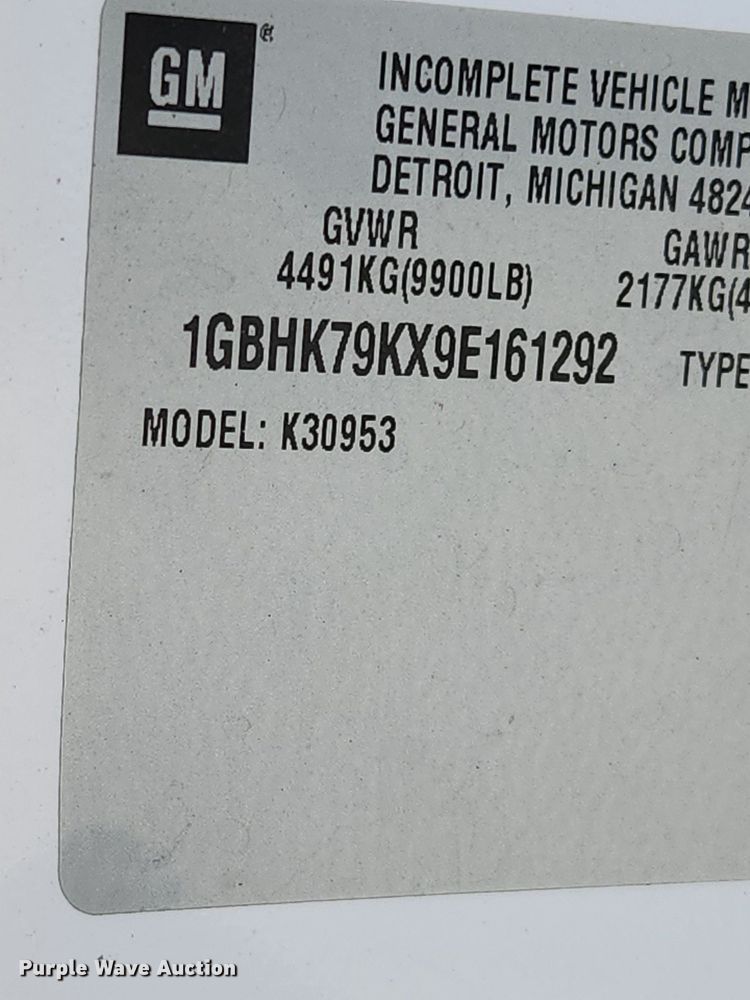 GM
INCOMPLETE VEHICLE M
GENERAL MOTORS COMP
DETROIT, MICHIGAN 4824
GVWR GAWR
4491KG(9900LB) 2177KG(4
1GBHK79KX9E161292 TYPE
MODEL: K30953
Purple Wave Auction